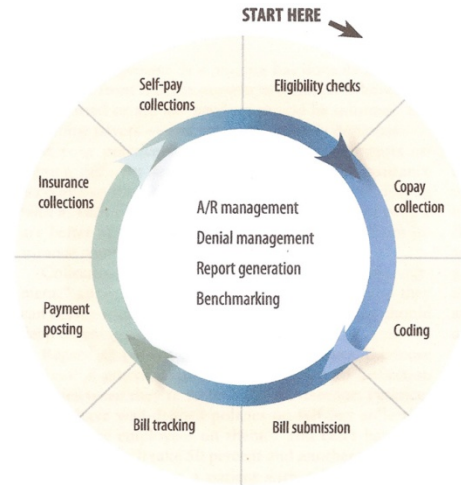 START HERE
Eligibility checks
Copay
collection
Coding
Bill submission
Bill tracking
Payment
posting
Insurance
collections
Self-pay
collections
A/R management
Denial management
Report generation
Benchmarking